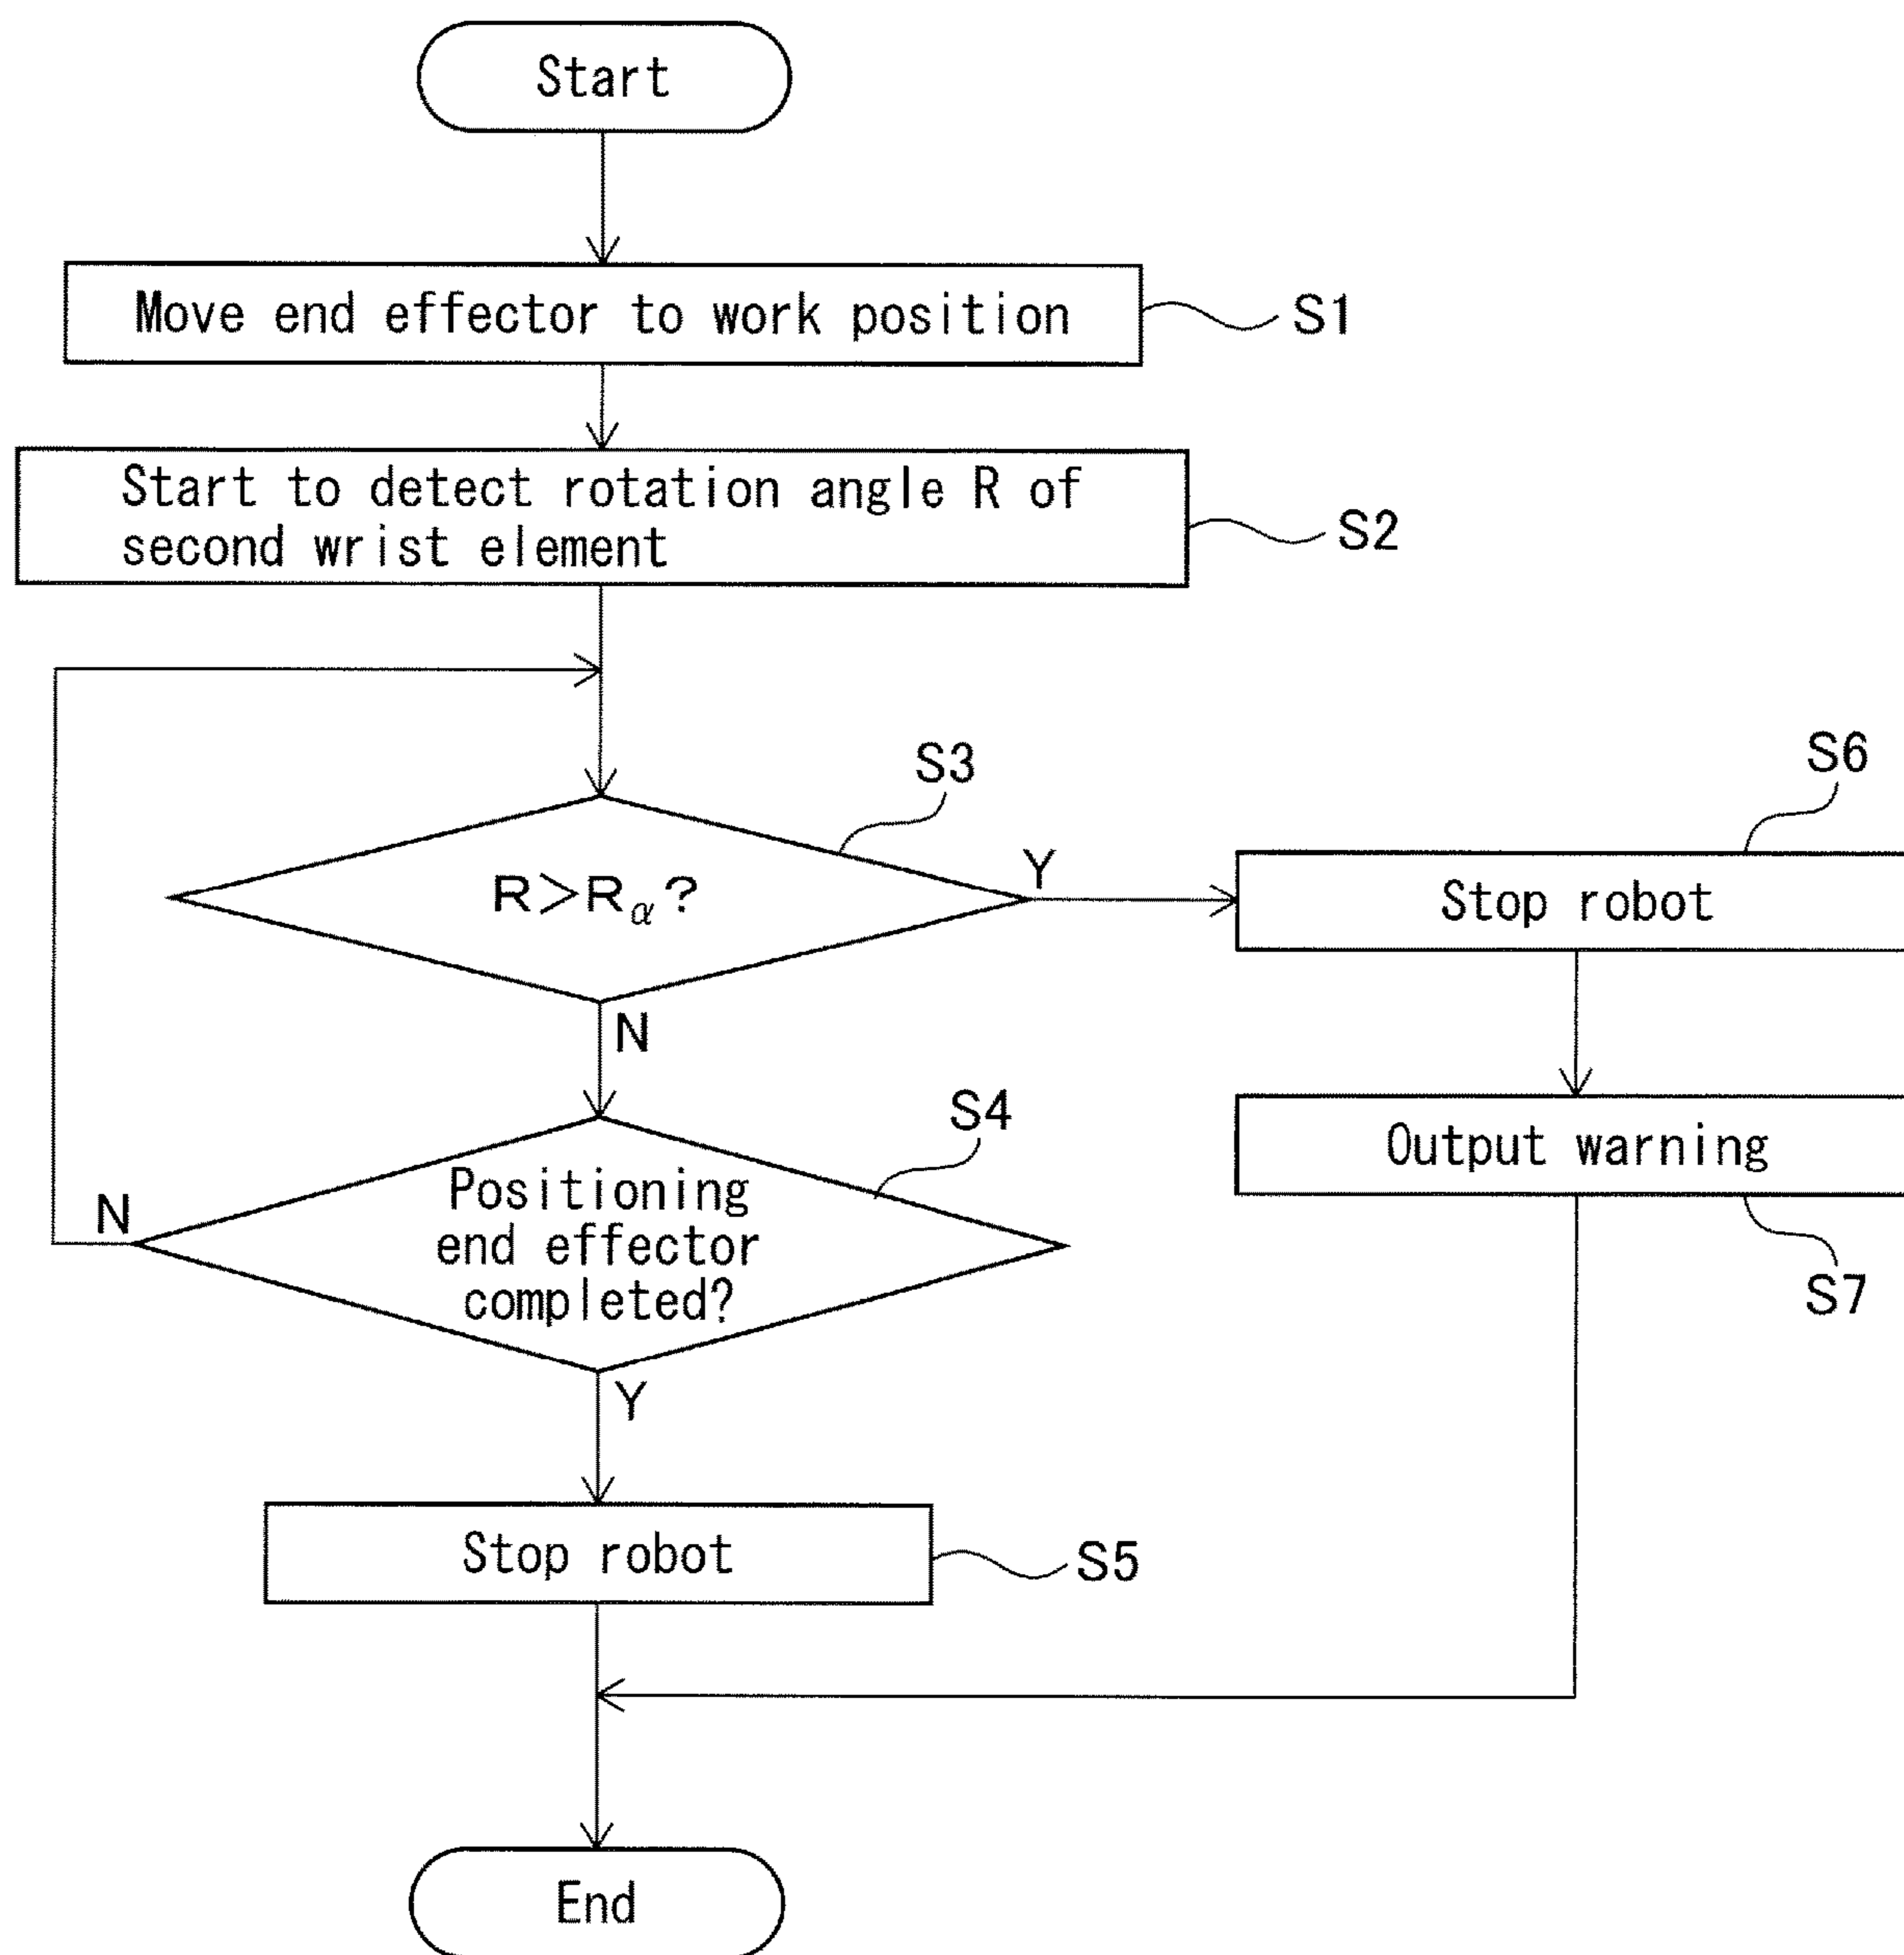 Start
Move end effector to work position
S1
Start to detect rotation angle R of
second wrist element
S2
S3
R>Rα?
Y
N
S6
Stop robot
S4
Positioning
end effector
completed?
N
Y
Output warning
S7
Stop robot
S5
End